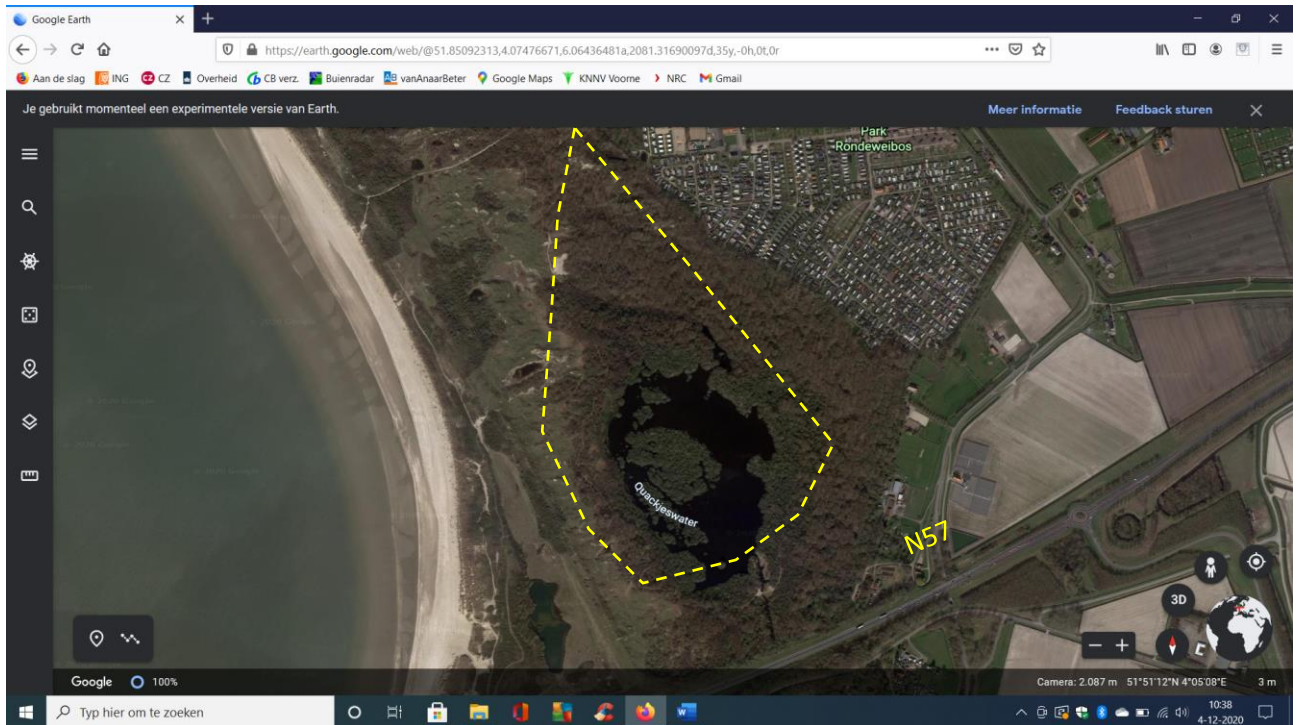 Google Earth
https://earth.google.com/web/@51.85092313,4.07476671,6.06436481a,2081.31690097d,35y,-0h,0t,0r
Aan de slag ING CZ Overheid CB verz. Buienradar vanAnaarBeter Google Maps KNNV Voorne NRC Gmail
Je gebruikt momenteel een experimentele versie van Earth. Meer informatie Feedback sturen
Park
Rondeweibos
Quackjeswater
N57
3D
Google 100% Camera: 2.087 m 51°51'12"N 4°05'08"E 3 m
Typ hier om te zoeken
10:38
4-12-2020